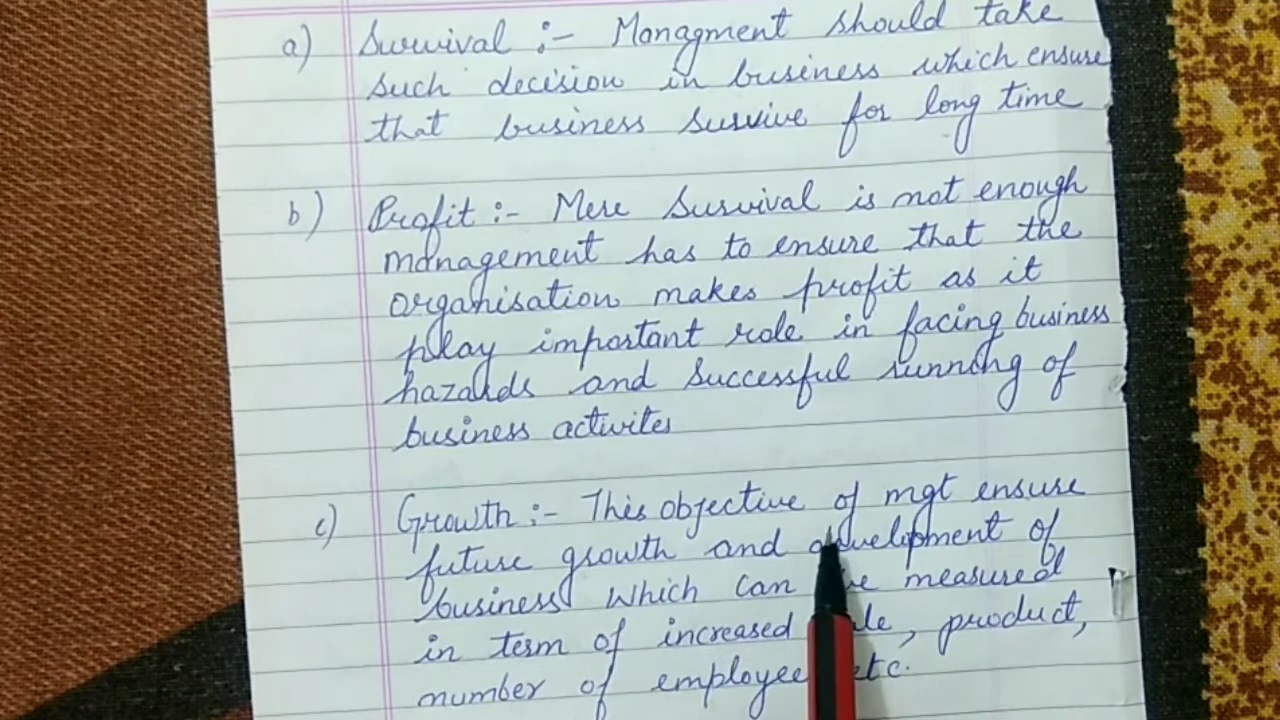 a) Survival :- Managment should take
such decision in business which ensure
that business survive for long time
b) Profit :- Mere Survival is not enough
management has to ensure that the
organisation makes profit as it
play important role in facing business
hazards and successful running of
business activites
c) Growth :- This objective of mgt ensure
future growth and development of
business which can be measured
in term of increased sale, product,
number of employee etc.